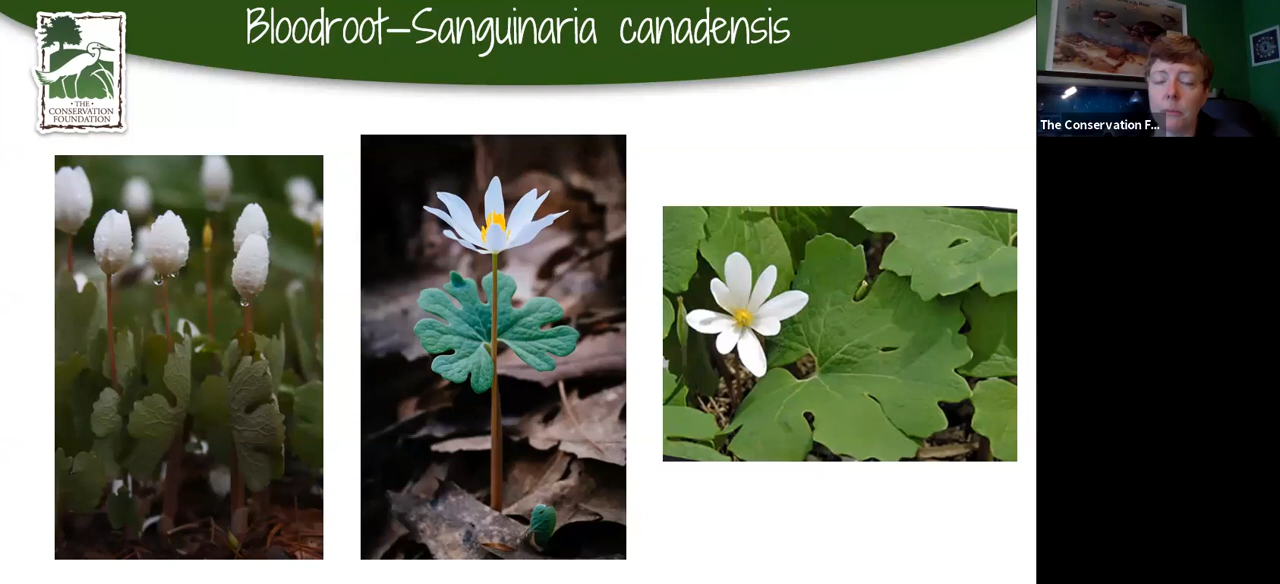 Bloodroot–Sanguinaria canadensis
• THE •
CONSERVATION
FOUNDATION
The Conservation F...